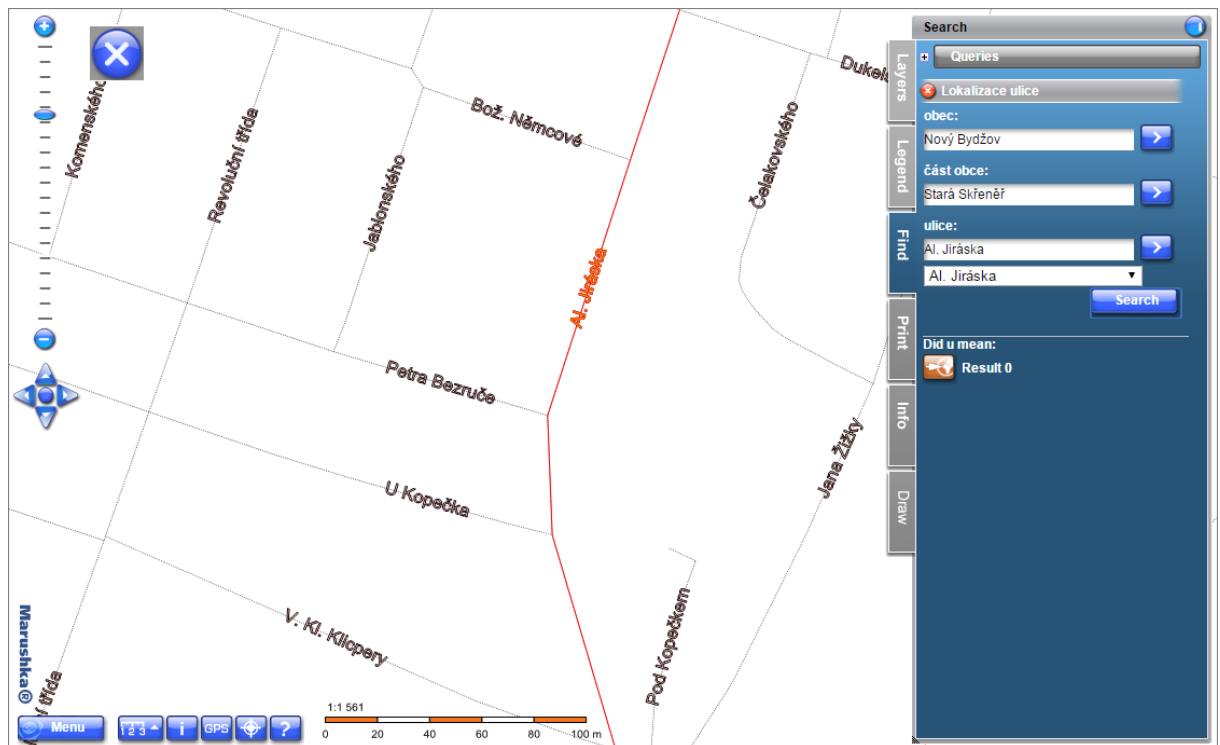 Search
Queries
Lokalizace ulice
obec:
Nový Bydžov
část obce:
Stará Skřeněř
ulice:
Al. Jiráska
Al. Jiráska
Search
Did u mean:
Result 0
Layers
Legend
Find
Print
Info
Draw
Komenského
Revoluční třída
Jablonského
Bož. Němcové
Al. Jiráska
Čelakovského
Petra Bezruče
U Kopečka
Jana Žižky
V. Kl. Klicpery
Pod Kopečkem
třída
Marushka®
Menu
1 2 3
i
GPS
?
1:1 561
0 20 40 60 80 100 m